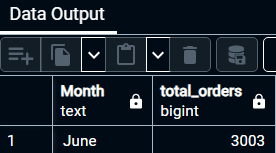 Data Output
Month total_orders
text bigint
1 June 3003